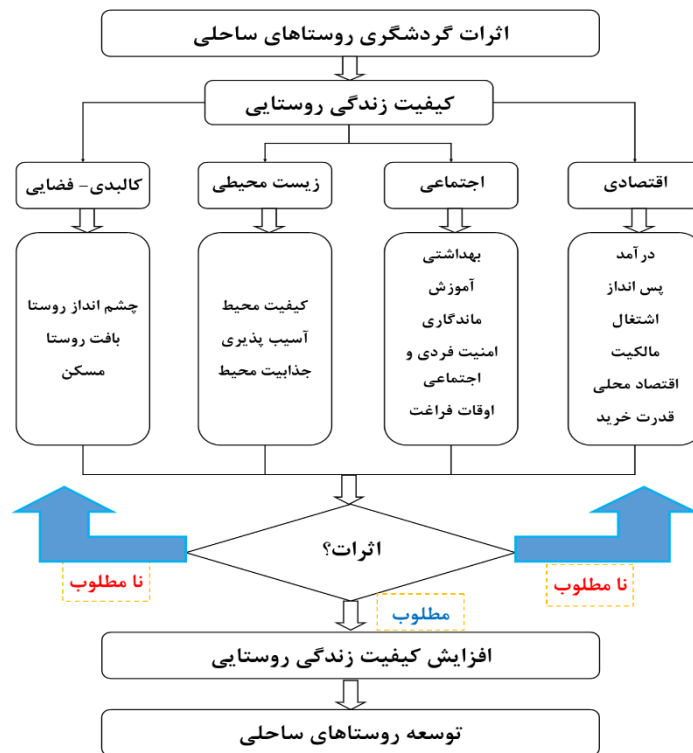 اثرات گردشگری روستاهای ساحلی
کیفیت زندگی روستایی
اقتصادی
اجتماعی
زیست محیطی
کالبدی- فضایی
درآمد
پس انداز
اشتغال
مالکیت
اقتصاد محلی
قدرت خرید
بهداشتی
آموزش
ماندگاری
امنیت فردی و
اجتماعی
اوقات فراغت
کیفیت محیط
آسیب پذیری
جذابیت محیط
چشم انداز روستا
بافت روستا
مسکن
اثرات؟
نا مطلوب
نا مطلوب
مطلوب
افزایش کیفیت زندگی روستایی
توسعه روستاهای ساحلی